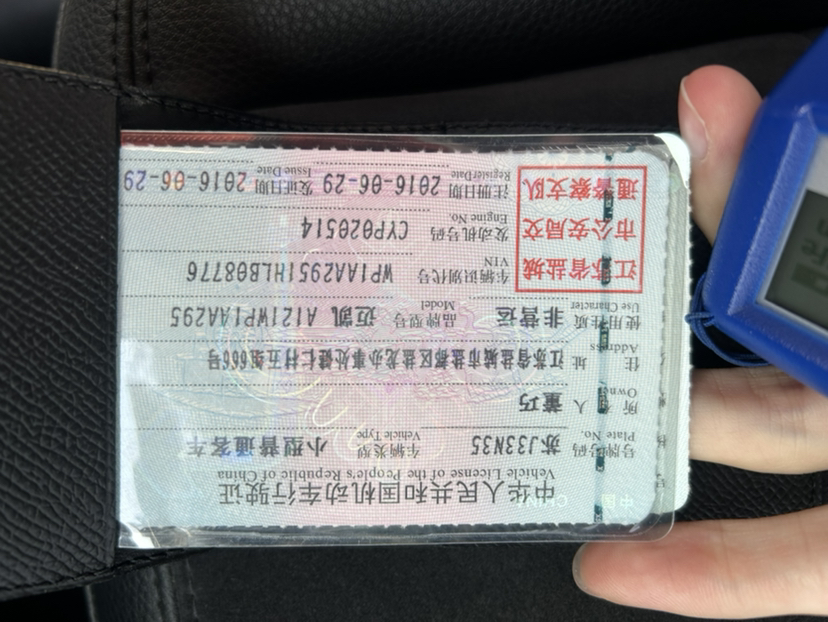 中华人民共和国机动车行驶证
Vehicle License of the People's Republic of China
号牌号码 苏J33N35 车辆类型 小型普通客车
Plate No. Vehicle Type
所有人 董巧
Owner
住址 江苏省盐城市盐都区盐龙办事处健仁村五组666号
Address
使用性质 非营运 品牌型号 迈凯 A121WP1AA295
Use Character Model
江苏省盐城
市公安局交
通警察支队
车辆识别代号 WP1AA2951HLB08776
VIN
发动机号码 CYP020514
Engine No.
注册日期 2016-06-29 发证日期 2016-06-29
Register Date Issue Date
中国 CHINA